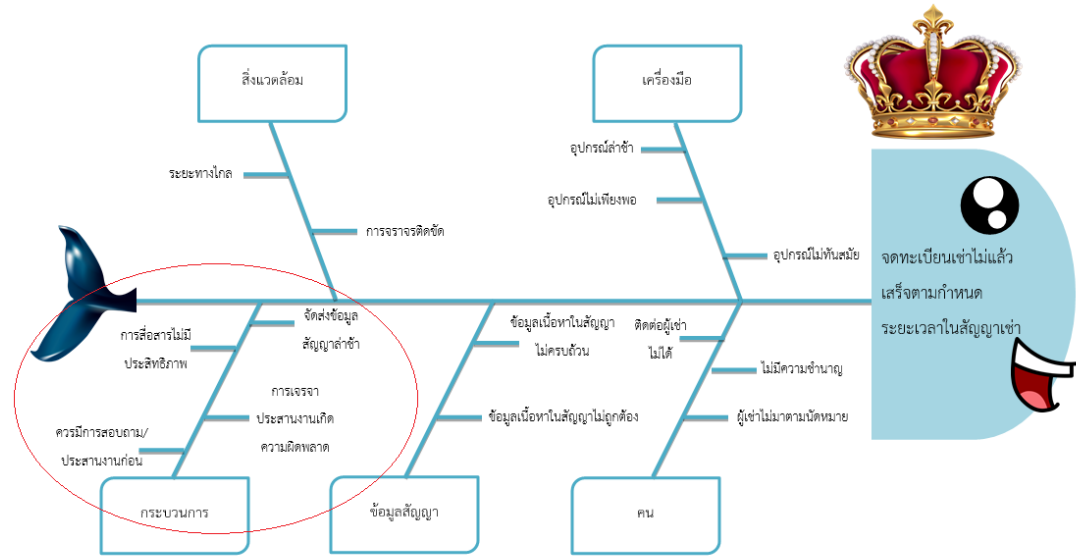 สิ่งแวดล้อม
เครื่องมือ
อุปกรณ์ล่าช้า
ระยะทางไกล
อุปกรณ์ไม่เพียงพอ
การจราจรติดขัด
อุปกรณ์ไม่ทันสมัย
จดทะเบียนเช่าไม่แล้ว
เสร็จตามกำหนด
ระยะเวลาในสัญญาเช่า
จัดส่งข้อมูล
สัญญาล่าช้า
การสื่อสารไม่มี
ประสิทธิภาพ
การเจรจา
ประสานงานเกิด
ความผิดพลาด
ควรมีการสอบถาม/
ประสานงานก่อน
กระบวนการ
ข้อมูลเนื้อหาในสัญญา
ไม่ครบถ้วน
ข้อมูลเนื้อหาในสัญญาไม่ถูกต้อง
ข้อมูลสัญญา
ติดต่อผู้เช่า
ไม่ได้
ไม่มีความชำนาญ
ผู้เช่าไม่มาตามนัดหมาย
คน